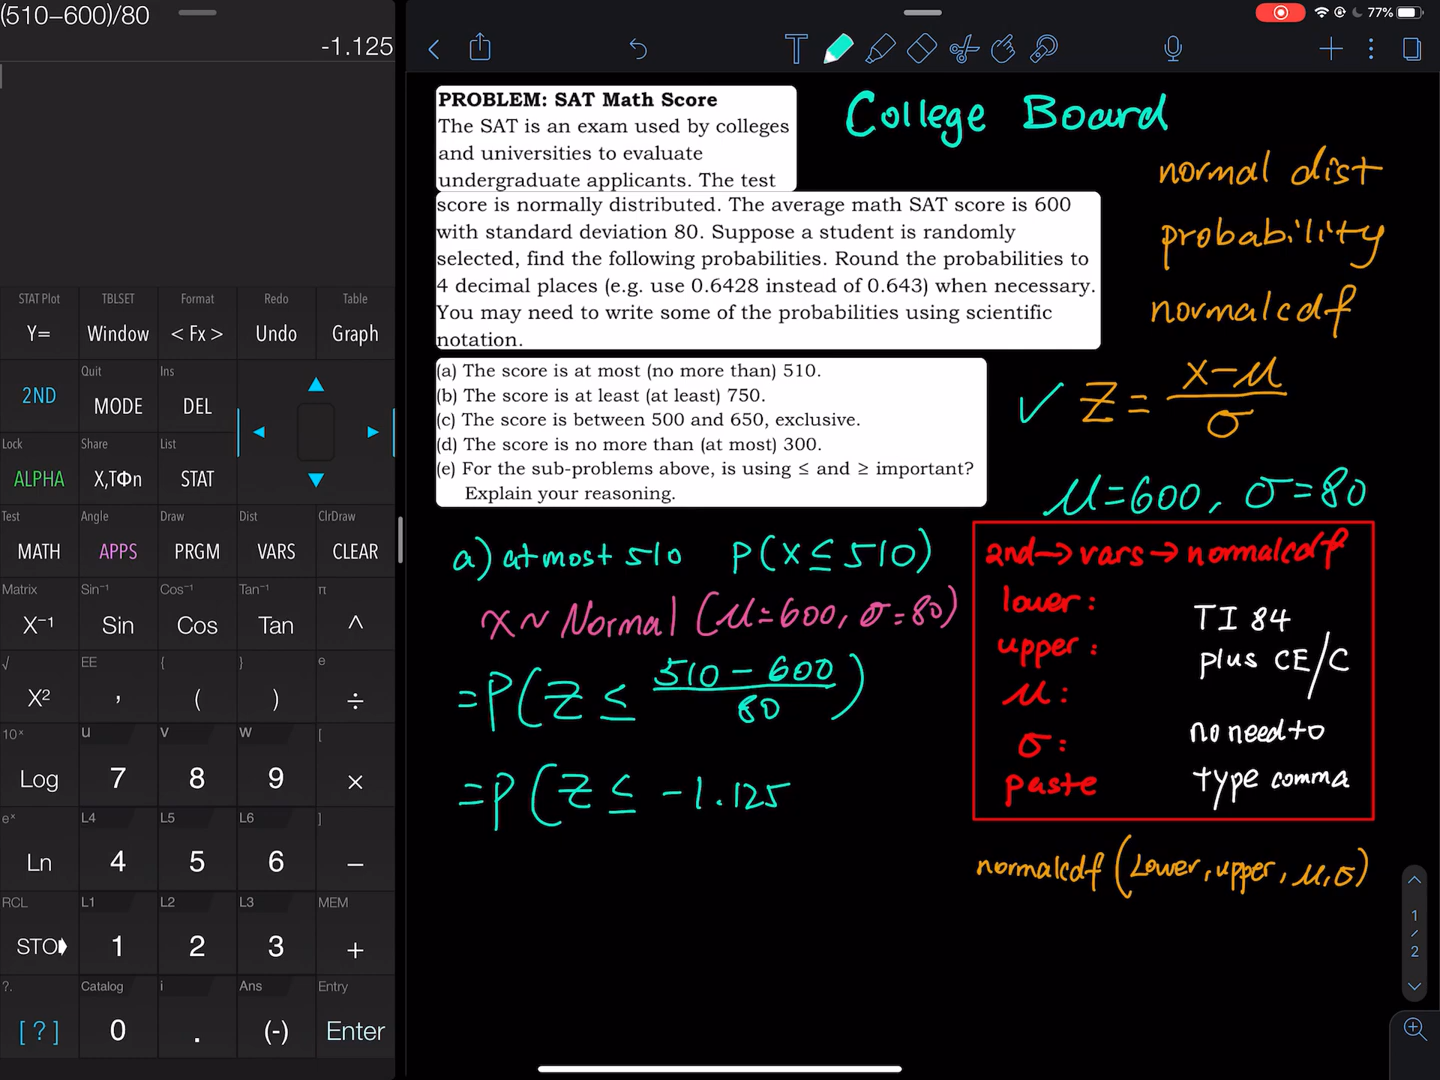 (510−600)/80
-1.125
77%
PROBLEM: SAT Math Score
The SAT is an exam used by colleges
and universities to evaluate
undergraduate applicants. The test
score is normally distributed. The average math SAT score is 600
with standard deviation 80. Suppose a student is randomly
selected, find the following probabilities. Round the probabilities to
4 decimal places (e.g. use 0.6428 instead of 0.643) when necessary.
You may need to write some of the probabilities using scientific
notation.
(a) The score is at most (no more than) 510.
(b) The score is at least (at least) 750.
(c) The score is between 500 and 650, exclusive.
(d) The score is no more than (at most) 300.
(e) For the sub-problems above, is using ≤ and ≥ important?
Explain your reasoning.
College Board
normal dist
probability
normalcdf
✓ Z = (x−μ)/σ
μ=600, σ=80
a) at most 510 P(x ≤ 510)
x ~ Normal (μ=600, σ=80)
=P(Z ≤ (510−600)/80)
=P(Z ≤ −1.125
2nd→vars→normalcdf
lower:
upper:
μ:
σ:
paste
TI 84
plus CE/C
no need to
type comma
normalcdf (Lower, upper, μ, σ)
STAT Plot TBLSET Format Redo Table
Y= Window < Fx > Undo Graph
Quit Ins
2ND MODE DEL
Lock Share List
ALPHA X,TΦn STAT
Test Angle Draw Dist ClrDraw
MATH APPS PRGM VARS CLEAR
Matrix Sin⁻¹ Cos⁻¹ Tan⁻¹ π
X⁻¹ Sin Cos Tan ^
√ EE { } e
X² , ( ) ÷
10ˣ u v w [
Log 7 8 9 ×
eˣ L4 L5 L6 ]
Ln 4 5 6 −
RCL L1 L2 L3 MEM
STO 1 2 3 +
?. Catalog i Ans Entry
[ ? ] 0 . (-) Enter
1
/
2